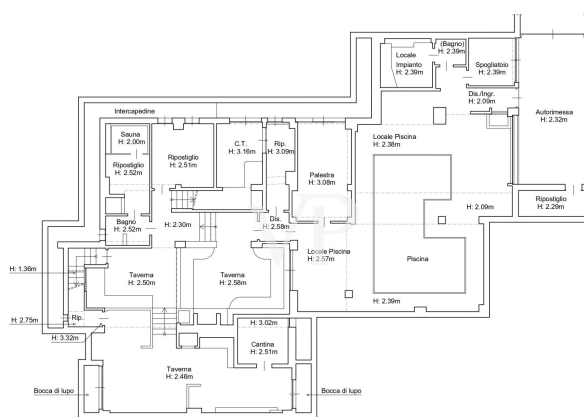 (Bagno)
H: 2.39m
Locale
Impianto
H: 2.39m
Spogliatoio
H: 2.39m
Dis./Ingr.
H: 2.09m
Autorimessa
H: 2.32m
Intercapedine
Sauna
H: 2.00m
Ripostiglio
H: 2.52m
Ripostiglio
H: 2.51m
C.T.
H: 3.16m
Rip.
H: 3.09m
Palestra
H: 3.08m
Locale Piscina
H: 2.38m
Ripostiglio
H: 2.29m
H: 2.09m
Bagno
H: 2.52m
H: 2.30m
Dis.
H: 2.58m
VP
Locale Piscina
H: 2.57m
Piscina
H: 1.36m
Taverna
H: 2.50m
Taverna
H: 2.58m
H: 2.39m
H: 2.75m
Rip.
H: 3.32m
H: 3.02m
Cantina
H: 2.51m
Taverna
H: 2.46m
Bocca di lupo
Bocca di lupo